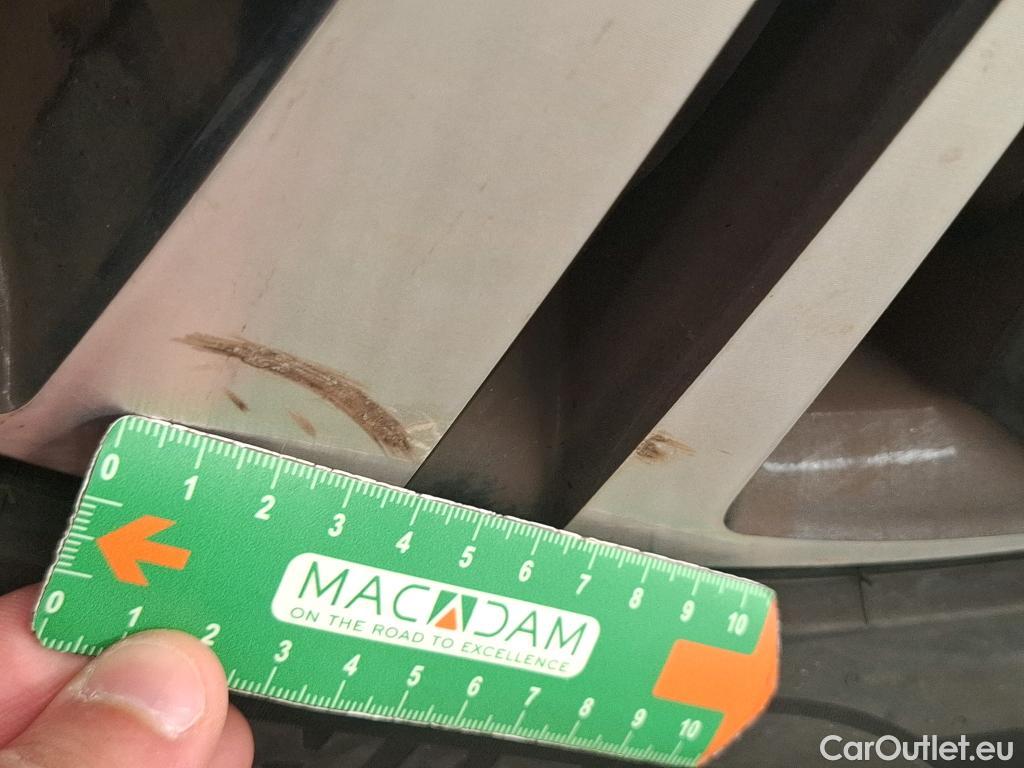 0 1 2 3 4 5 6 7 8 9 10
MACADAM
ON THE ROAD TO EXCELLENCE
0 1 2 3 4 5 6 7 8 9 10
CarOutlet.eu